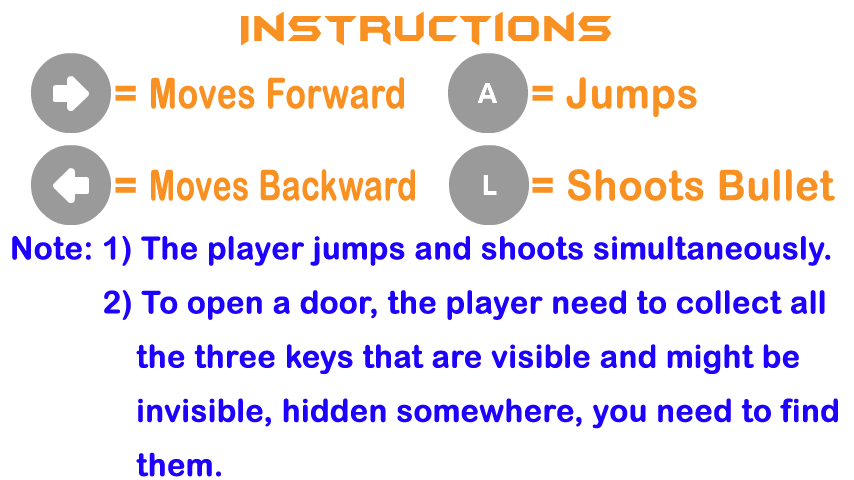 INSTRUCTIONS
= Moves Forward A = Jumps
= Moves Backward L = Shoots Bullet
Note: 1) The player jumps and shoots simultaneously.
2) To open a door, the player need to collect all
the three keys that are visible and might be
invisible, hidden somewhere, you need to find
them.